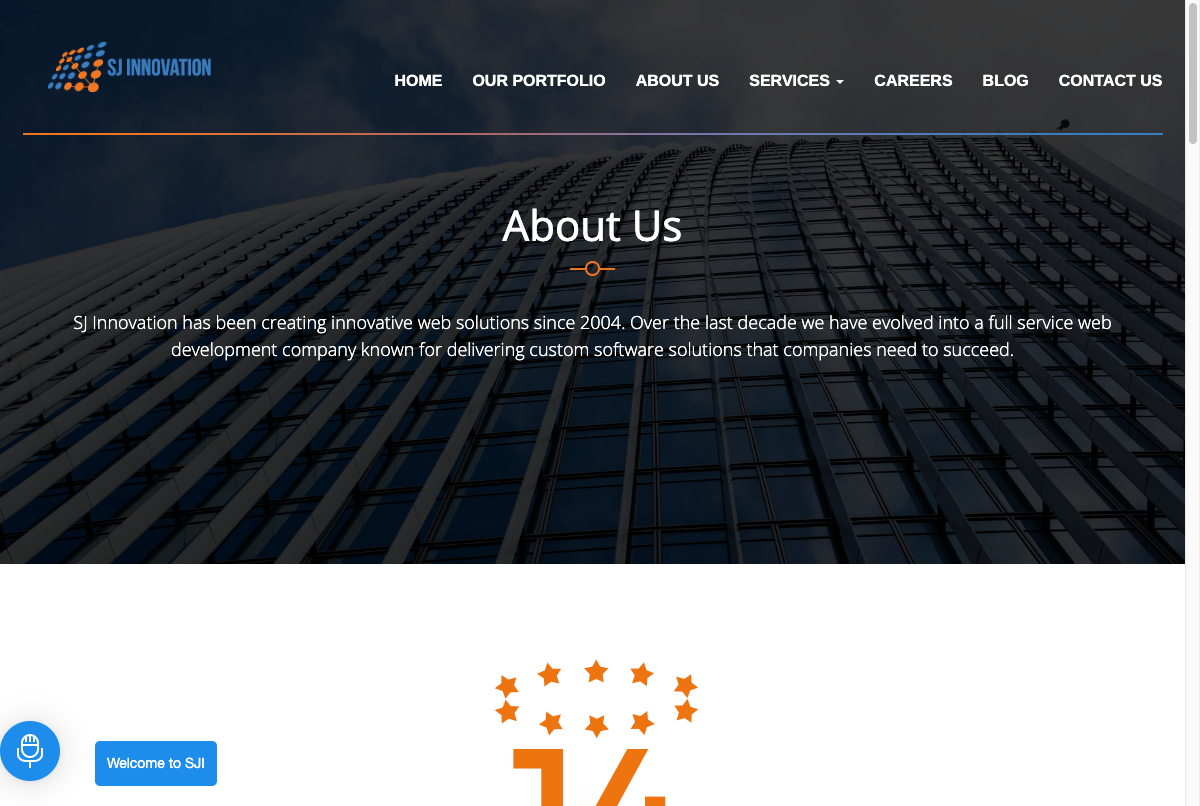 SJ INNOVATION
HOME OUR PORTFOLIO ABOUT US SERVICES CAREERS BLOG CONTACT US
About Us
SJ Innovation has been creating innovative web solutions since 2004. Over the last decade we have evolved into a full service web
development company known for delivering custom software solutions that companies need to succeed.
14
Welcome to SJI